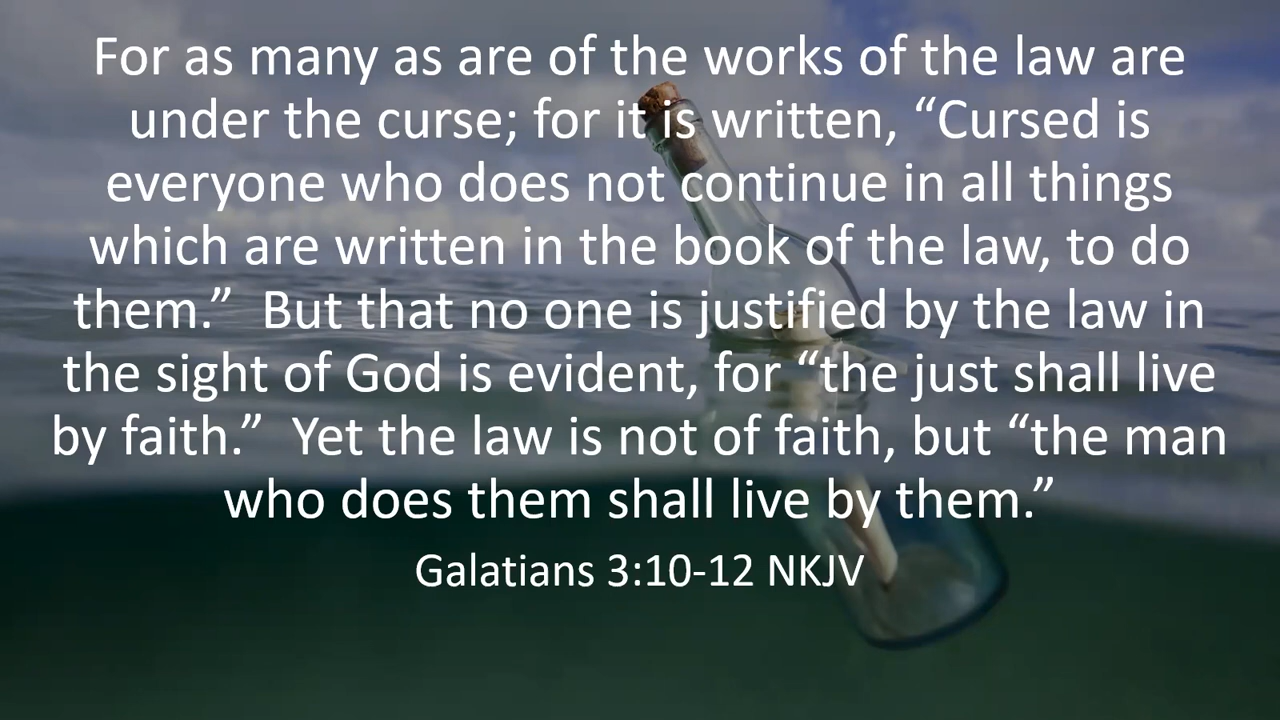 For as many as are of the works of the law are
under the curse; for it is written, “Cursed is
everyone who does not continue in all things
which are written in the book of the law, to do
them.”  But that no one is justified by the law in
the sight of God is evident, for “the just shall live
by faith.”  Yet the law is not of faith, but “the man
who does them shall live by them.”
Galatians 3:10-12 NKJV